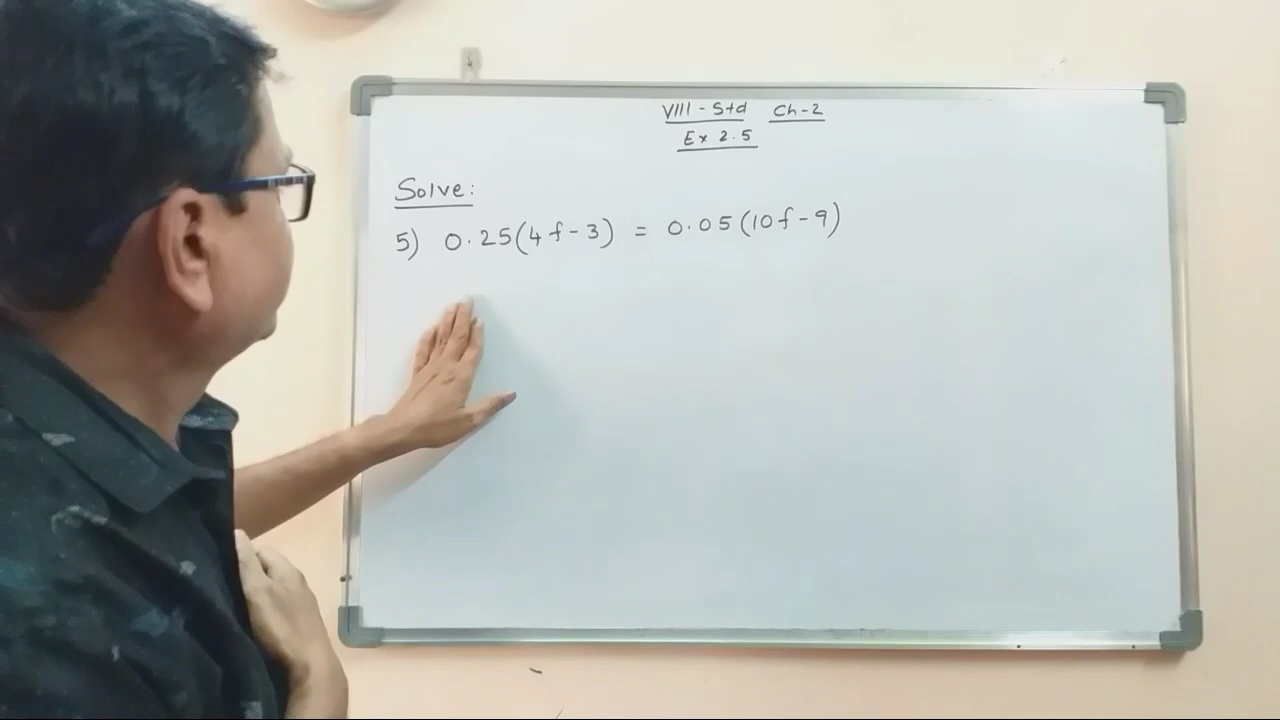 VIII - Std Ch-2
Ex 2.5
Solve:
5) 0.25(4f-3) = 0.05(10f-9)